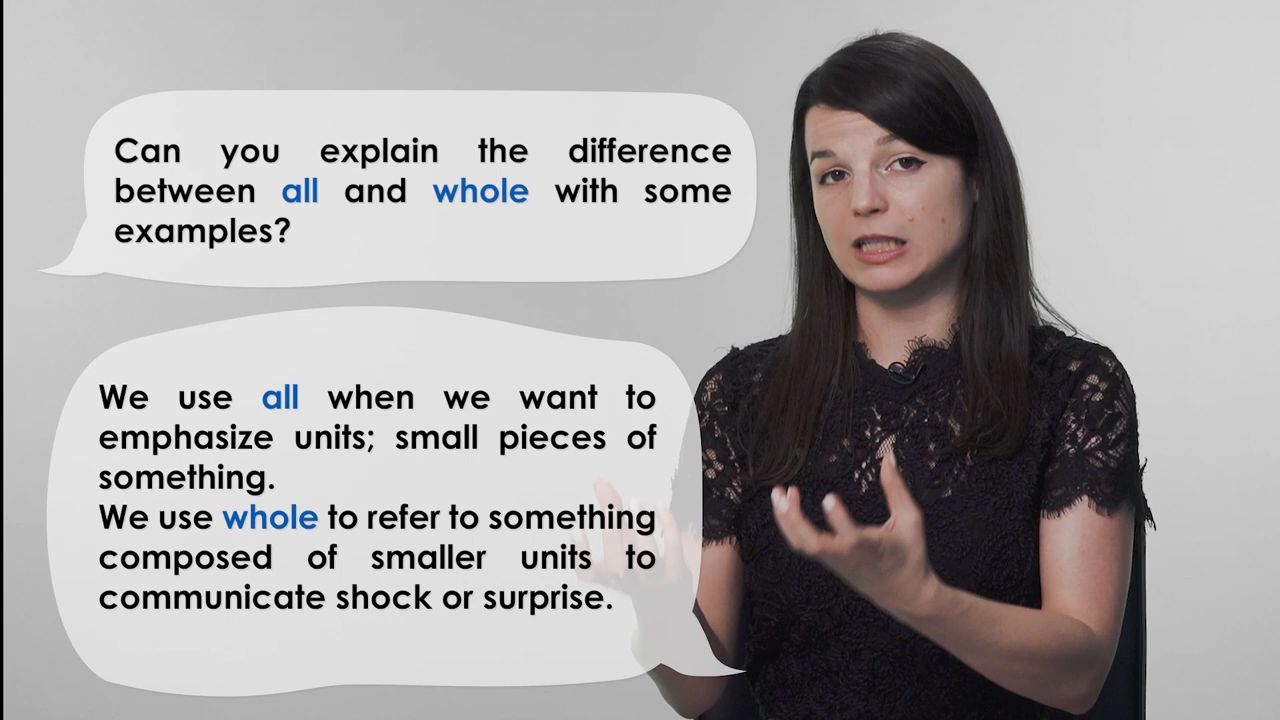 Can you explain the difference
between all and whole with some
examples?
We use all when we want to
emphasize units; small pieces of
something.
We use whole to refer to something
composed of smaller units to
communicate shock or surprise.